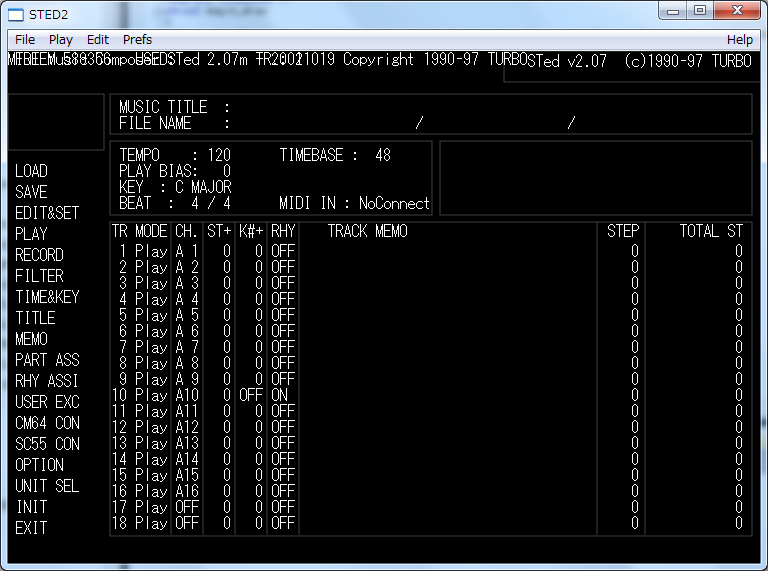 STED2
File Play Edit Prefs Help
STed 2.07m TR20021019 Copyright 1990-97 TURBO
STed v2.07 (c)1990-97 TURBO
MUSIC TITLE :
FILE NAME : / /
TEMPO : 120 TIMEBASE : 48
PLAY BIAS: 0
KEY : C MAJOR
BEAT : 4 / 4 MIDI IN : NoConnect
LOAD
SAVE
EDIT&SET
PLAY
RECORD
FILTER
TIME&KEY
TITLE
MEMO
PART ASS
RHY ASSI
USER EXC
CM64 CON
SC55 CON
OPTION
UNIT SEL
INIT
EXIT
TR MODE CH. ST+ K#+ RHY TRACK MEMO STEP TOTAL ST
1 Play A 1 0 0 OFF 0 0
2 Play A 2 0 0 OFF 0 0
3 Play A 3 0 0 OFF 0 0
4 Play A 4 0 0 OFF 0 0
5 Play A 5 0 0 OFF 0 0
6 Play A 6 0 0 OFF 0 0
7 Play A 7 0 0 OFF 0 0
8 Play A 8 0 0 OFF 0 0
9 Play A 9 0 0 OFF 0 0
10 Play A10 0 OFF ON 0 0
11 Play A11 0 0 OFF 0 0
12 Play A12 0 0 OFF 0 0
13 Play A13 0 0 OFF 0 0
14 Play A14 0 0 OFF 0 0
15 Play A15 0 0 OFF 0 0
16 Play A16 0 0 OFF 0 0
17 Play OFF 0 0 OFF 0 0
18 Play OFF 0 0 OFF 0 0